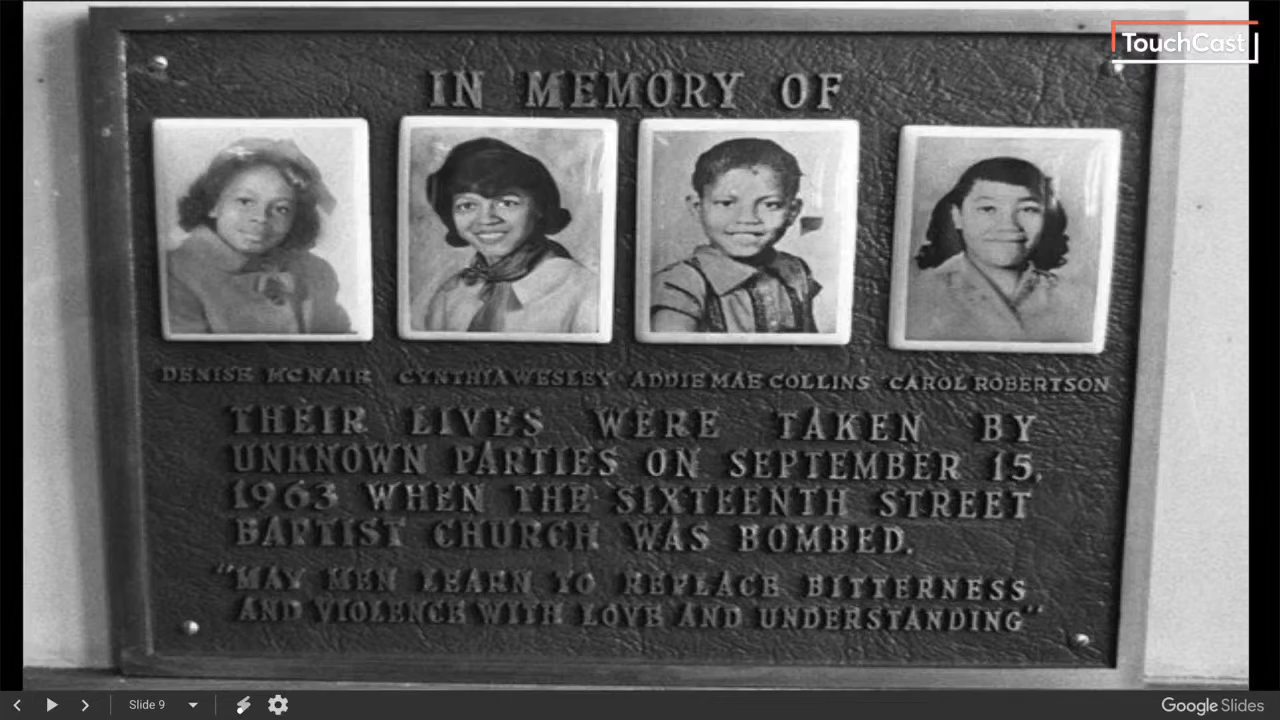 TouchCast
IN MEMORY OF
DENISE MCNAIR CYNTHIA WESLEY ADDIE MAE COLLINS CAROL ROBERTSON
THEIR LIVES WERE TAKEN BY
UNKNOWN PARTIES ON SEPTEMBER 15,
1963 WHEN THE SIXTEENTH STREET
BAPTIST CHURCH WAS BOMBED.
"MAY MEN LEARN TO REPLACE BITTERNESS
AND VIOLENCE WITH LOVE AND UNDERSTANDING"
Slide 9
Google Slides